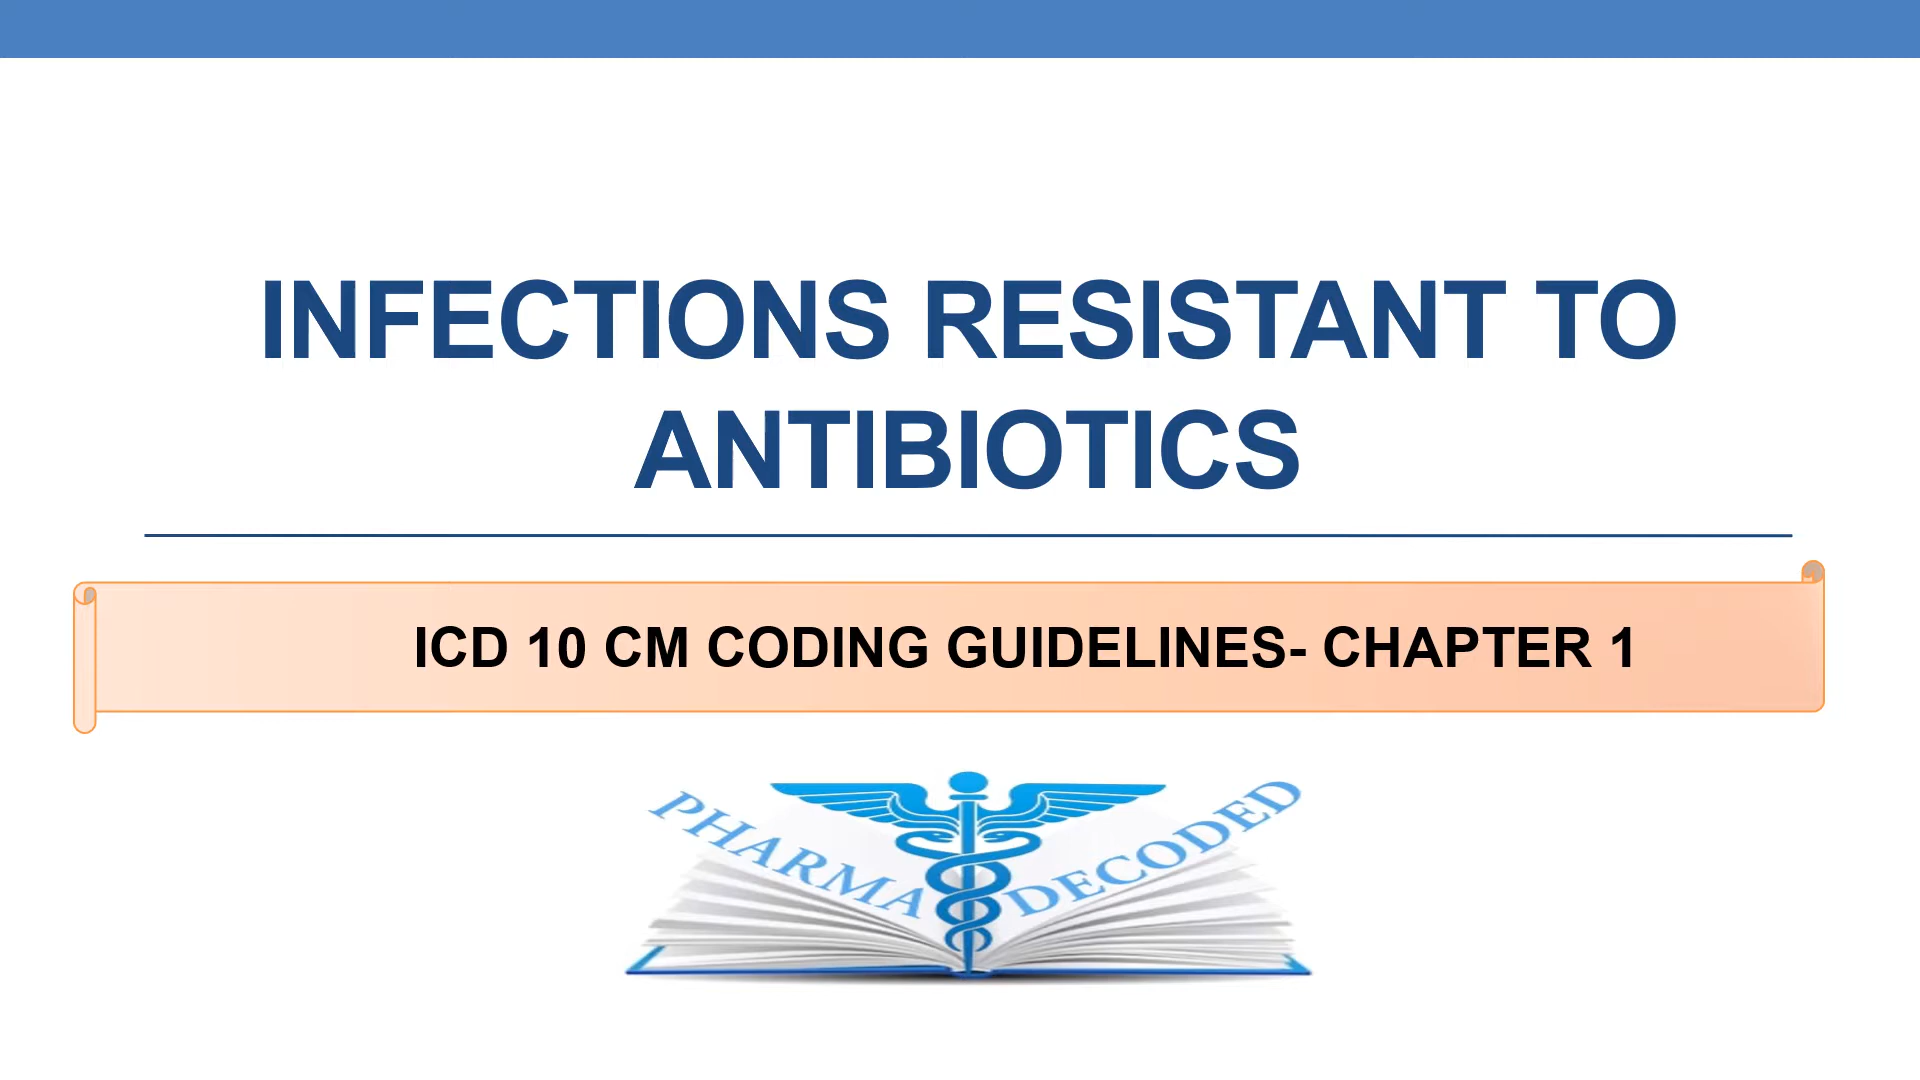 INFECTIONS RESISTANT TO
ANTIBIOTICS
ICD 10 CM CODING GUIDELINES- CHAPTER 1
PHARMA DECODED